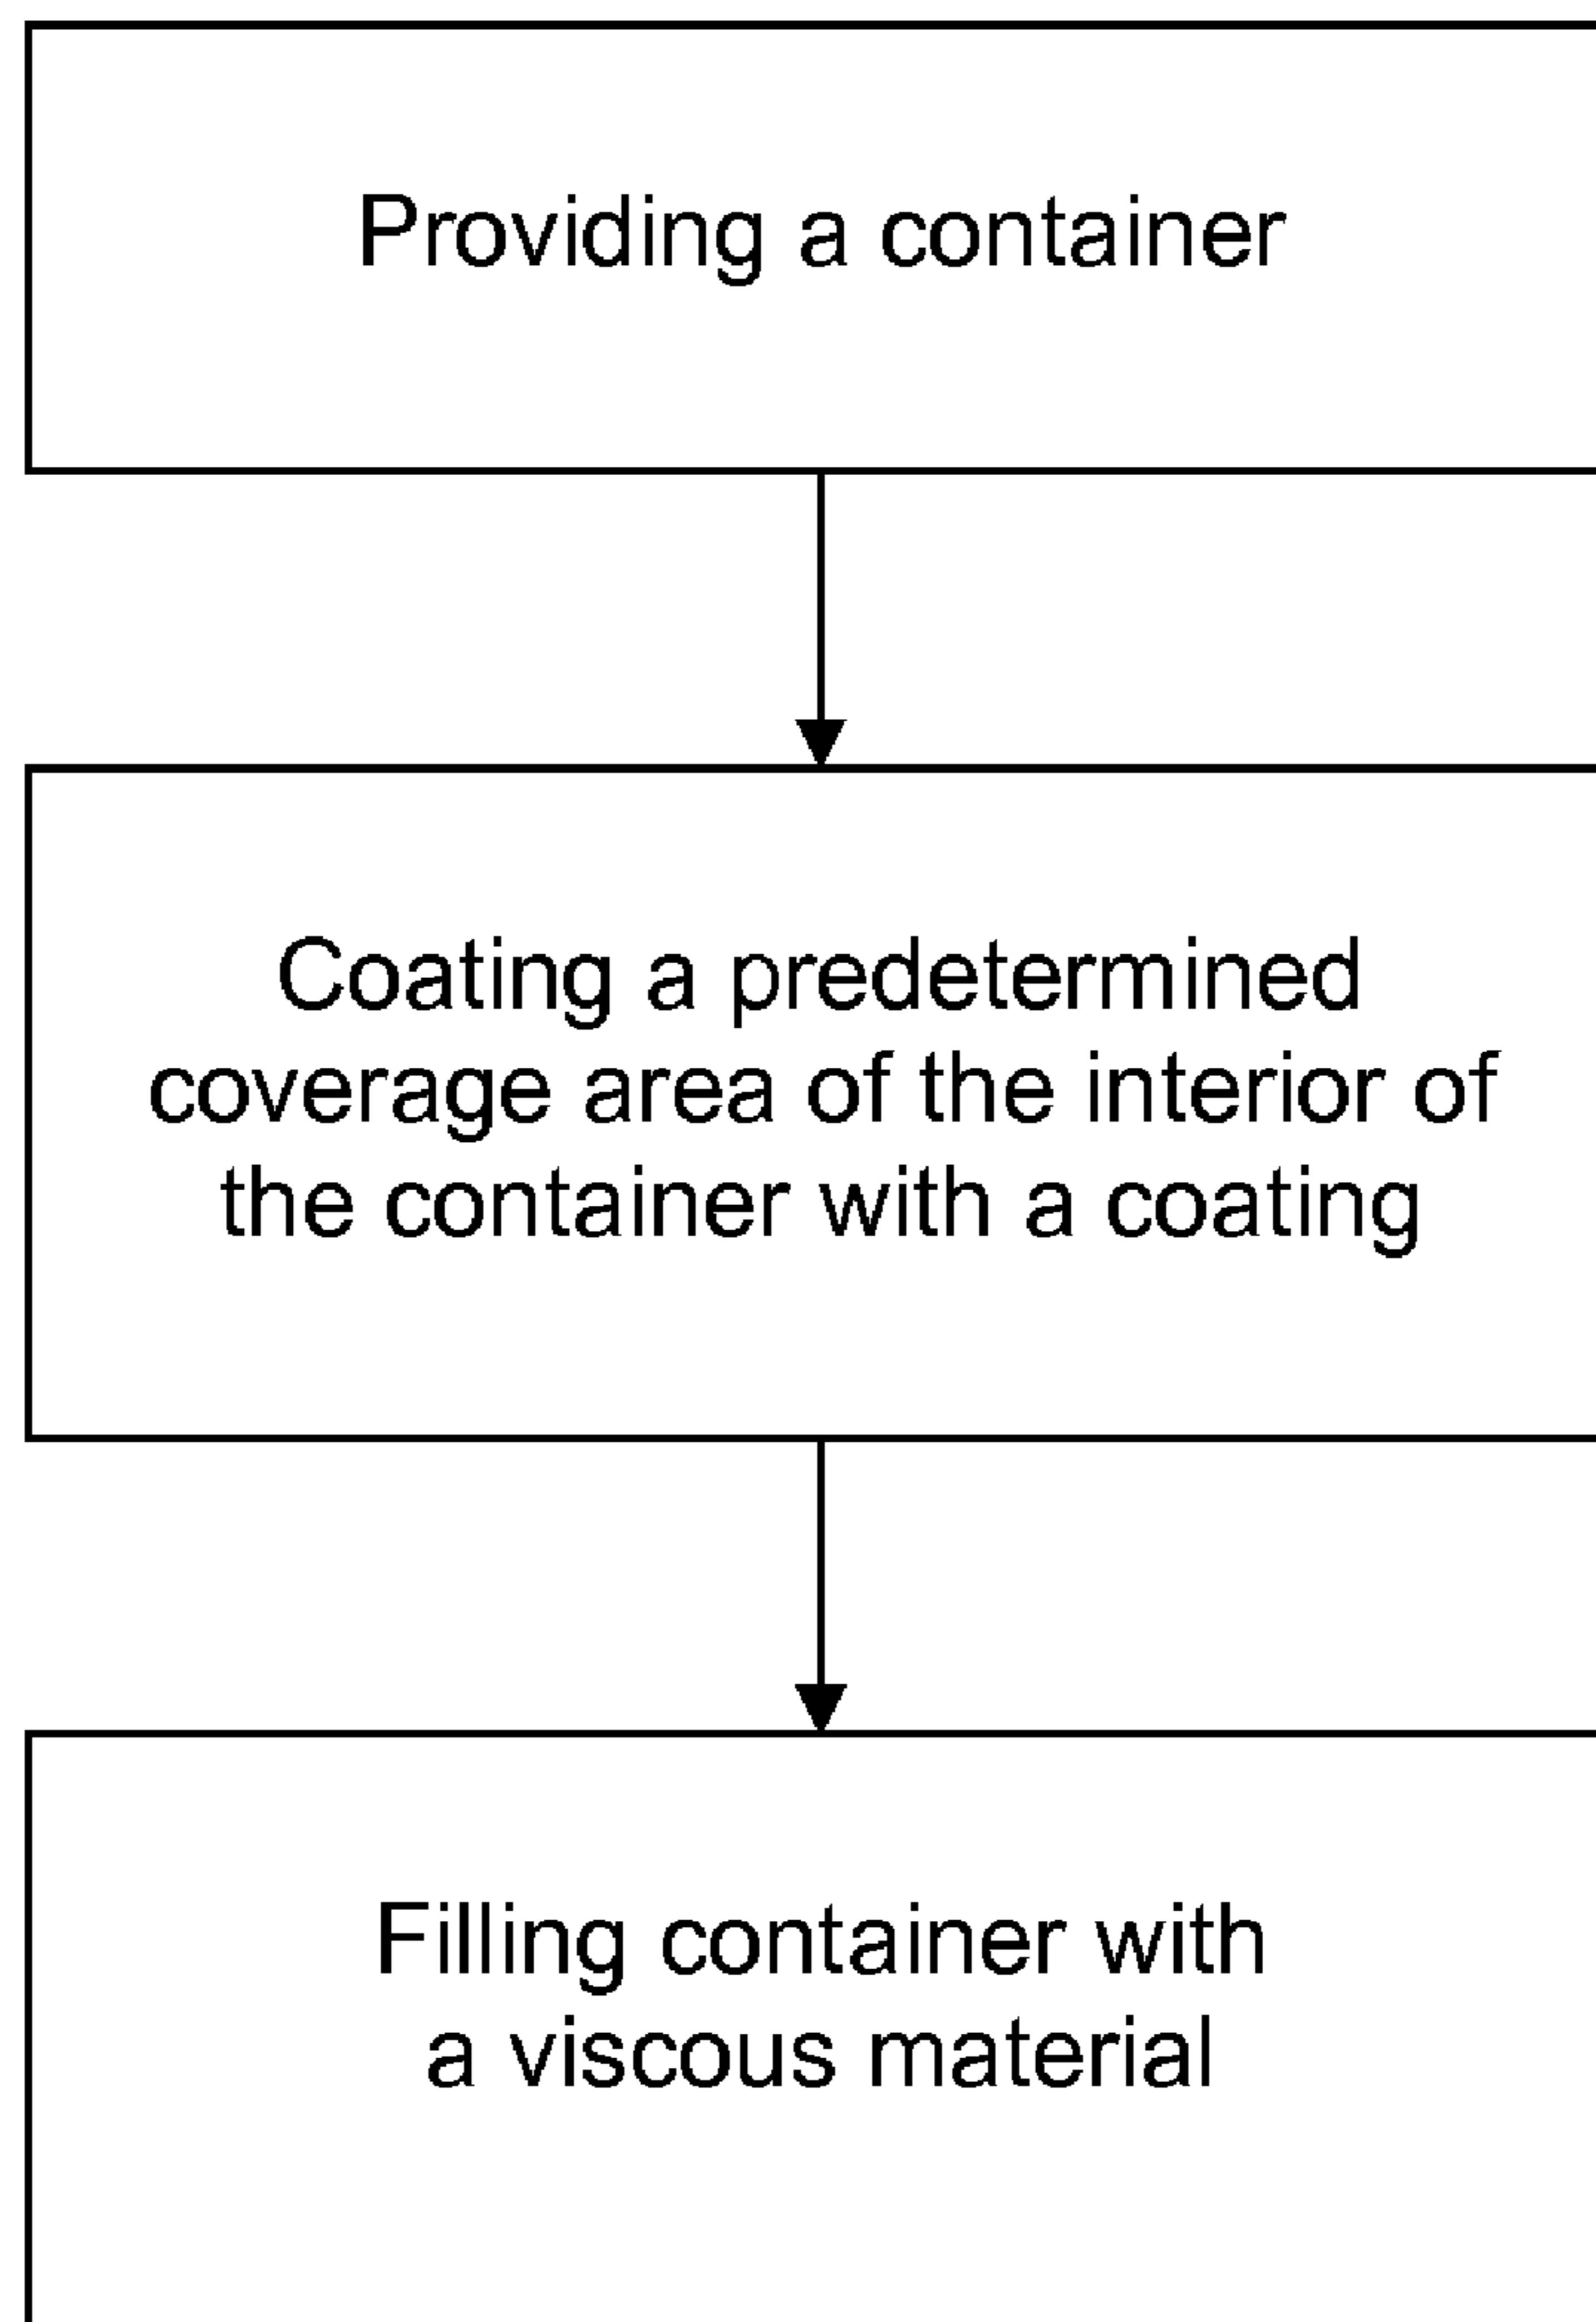 Providing a container
Coating a predetermined
coverage area of the interior of
the container with a coating
Filling container with
a viscous material